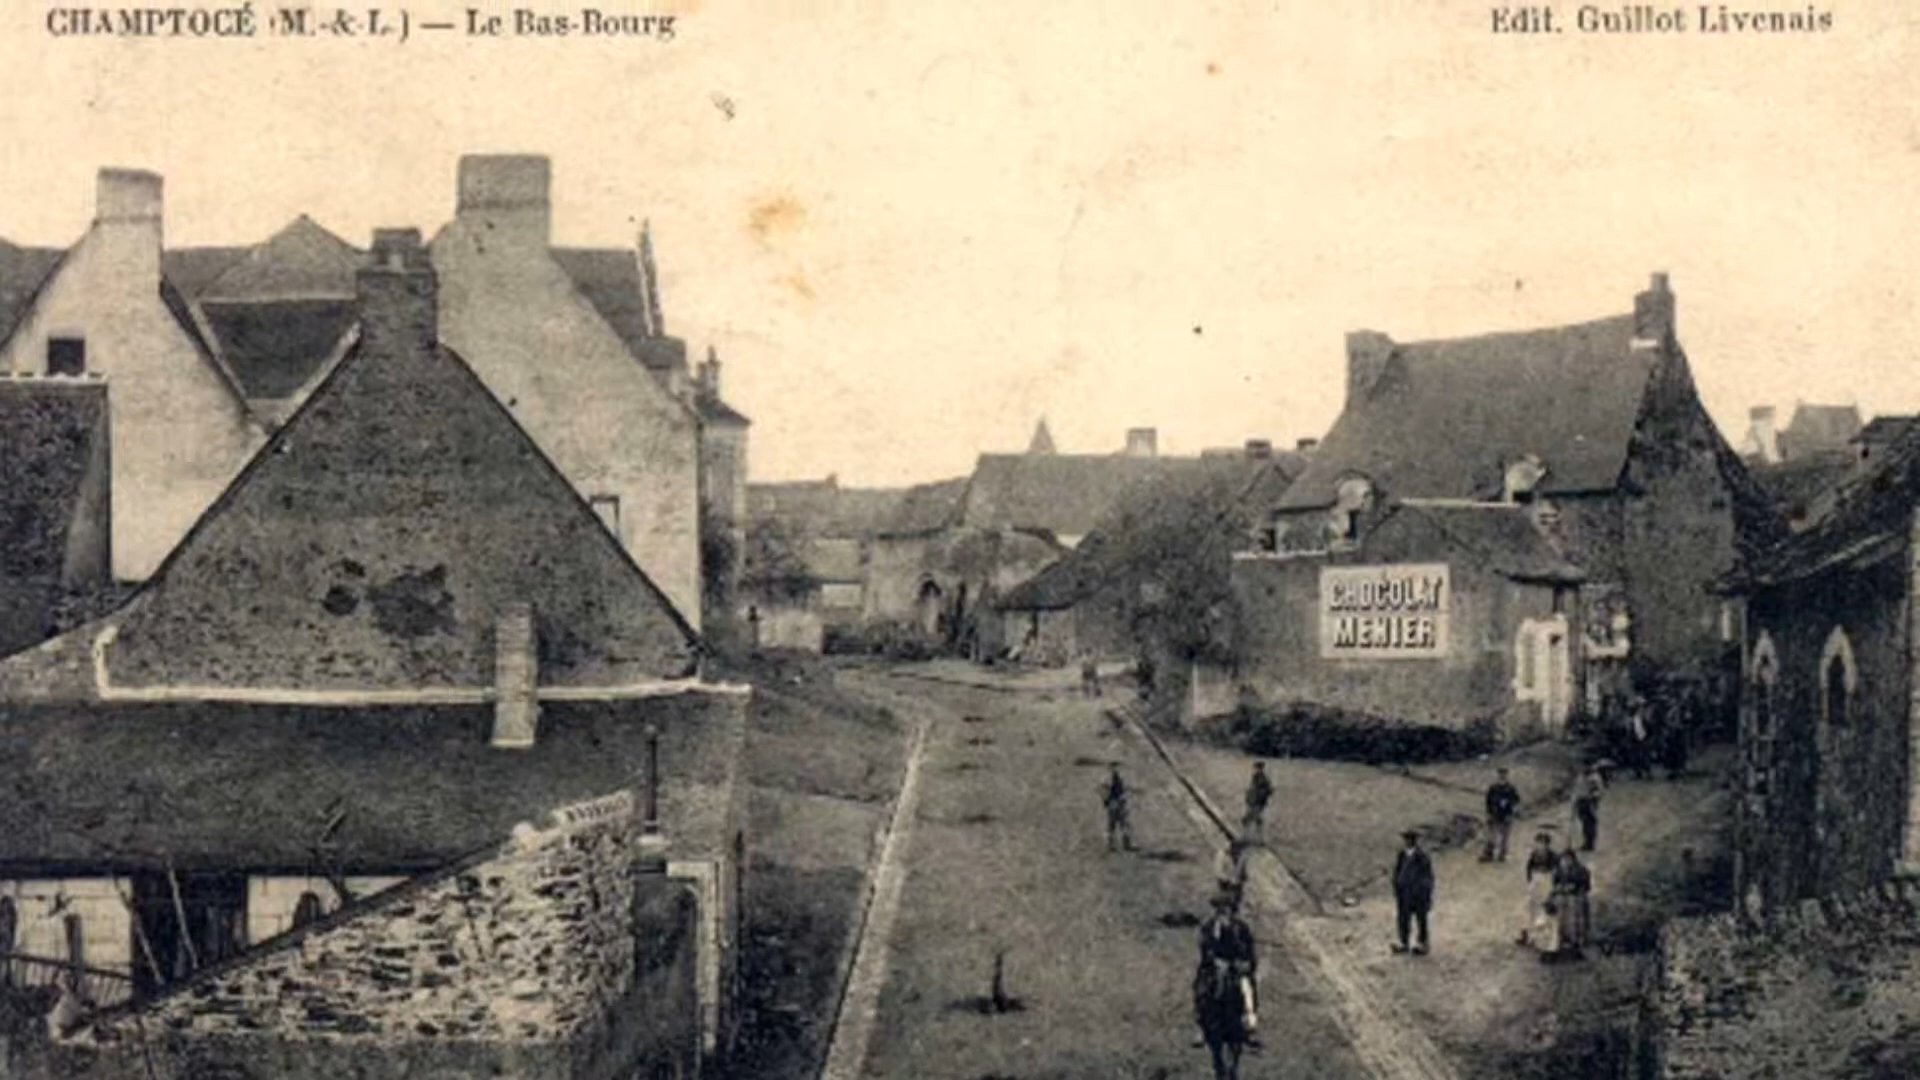 CHAMPTOCÉ (M.-&-L.) — Le Bas-Bourg
Edit. Guillot Livenais
CHOCOLAT
MENIER